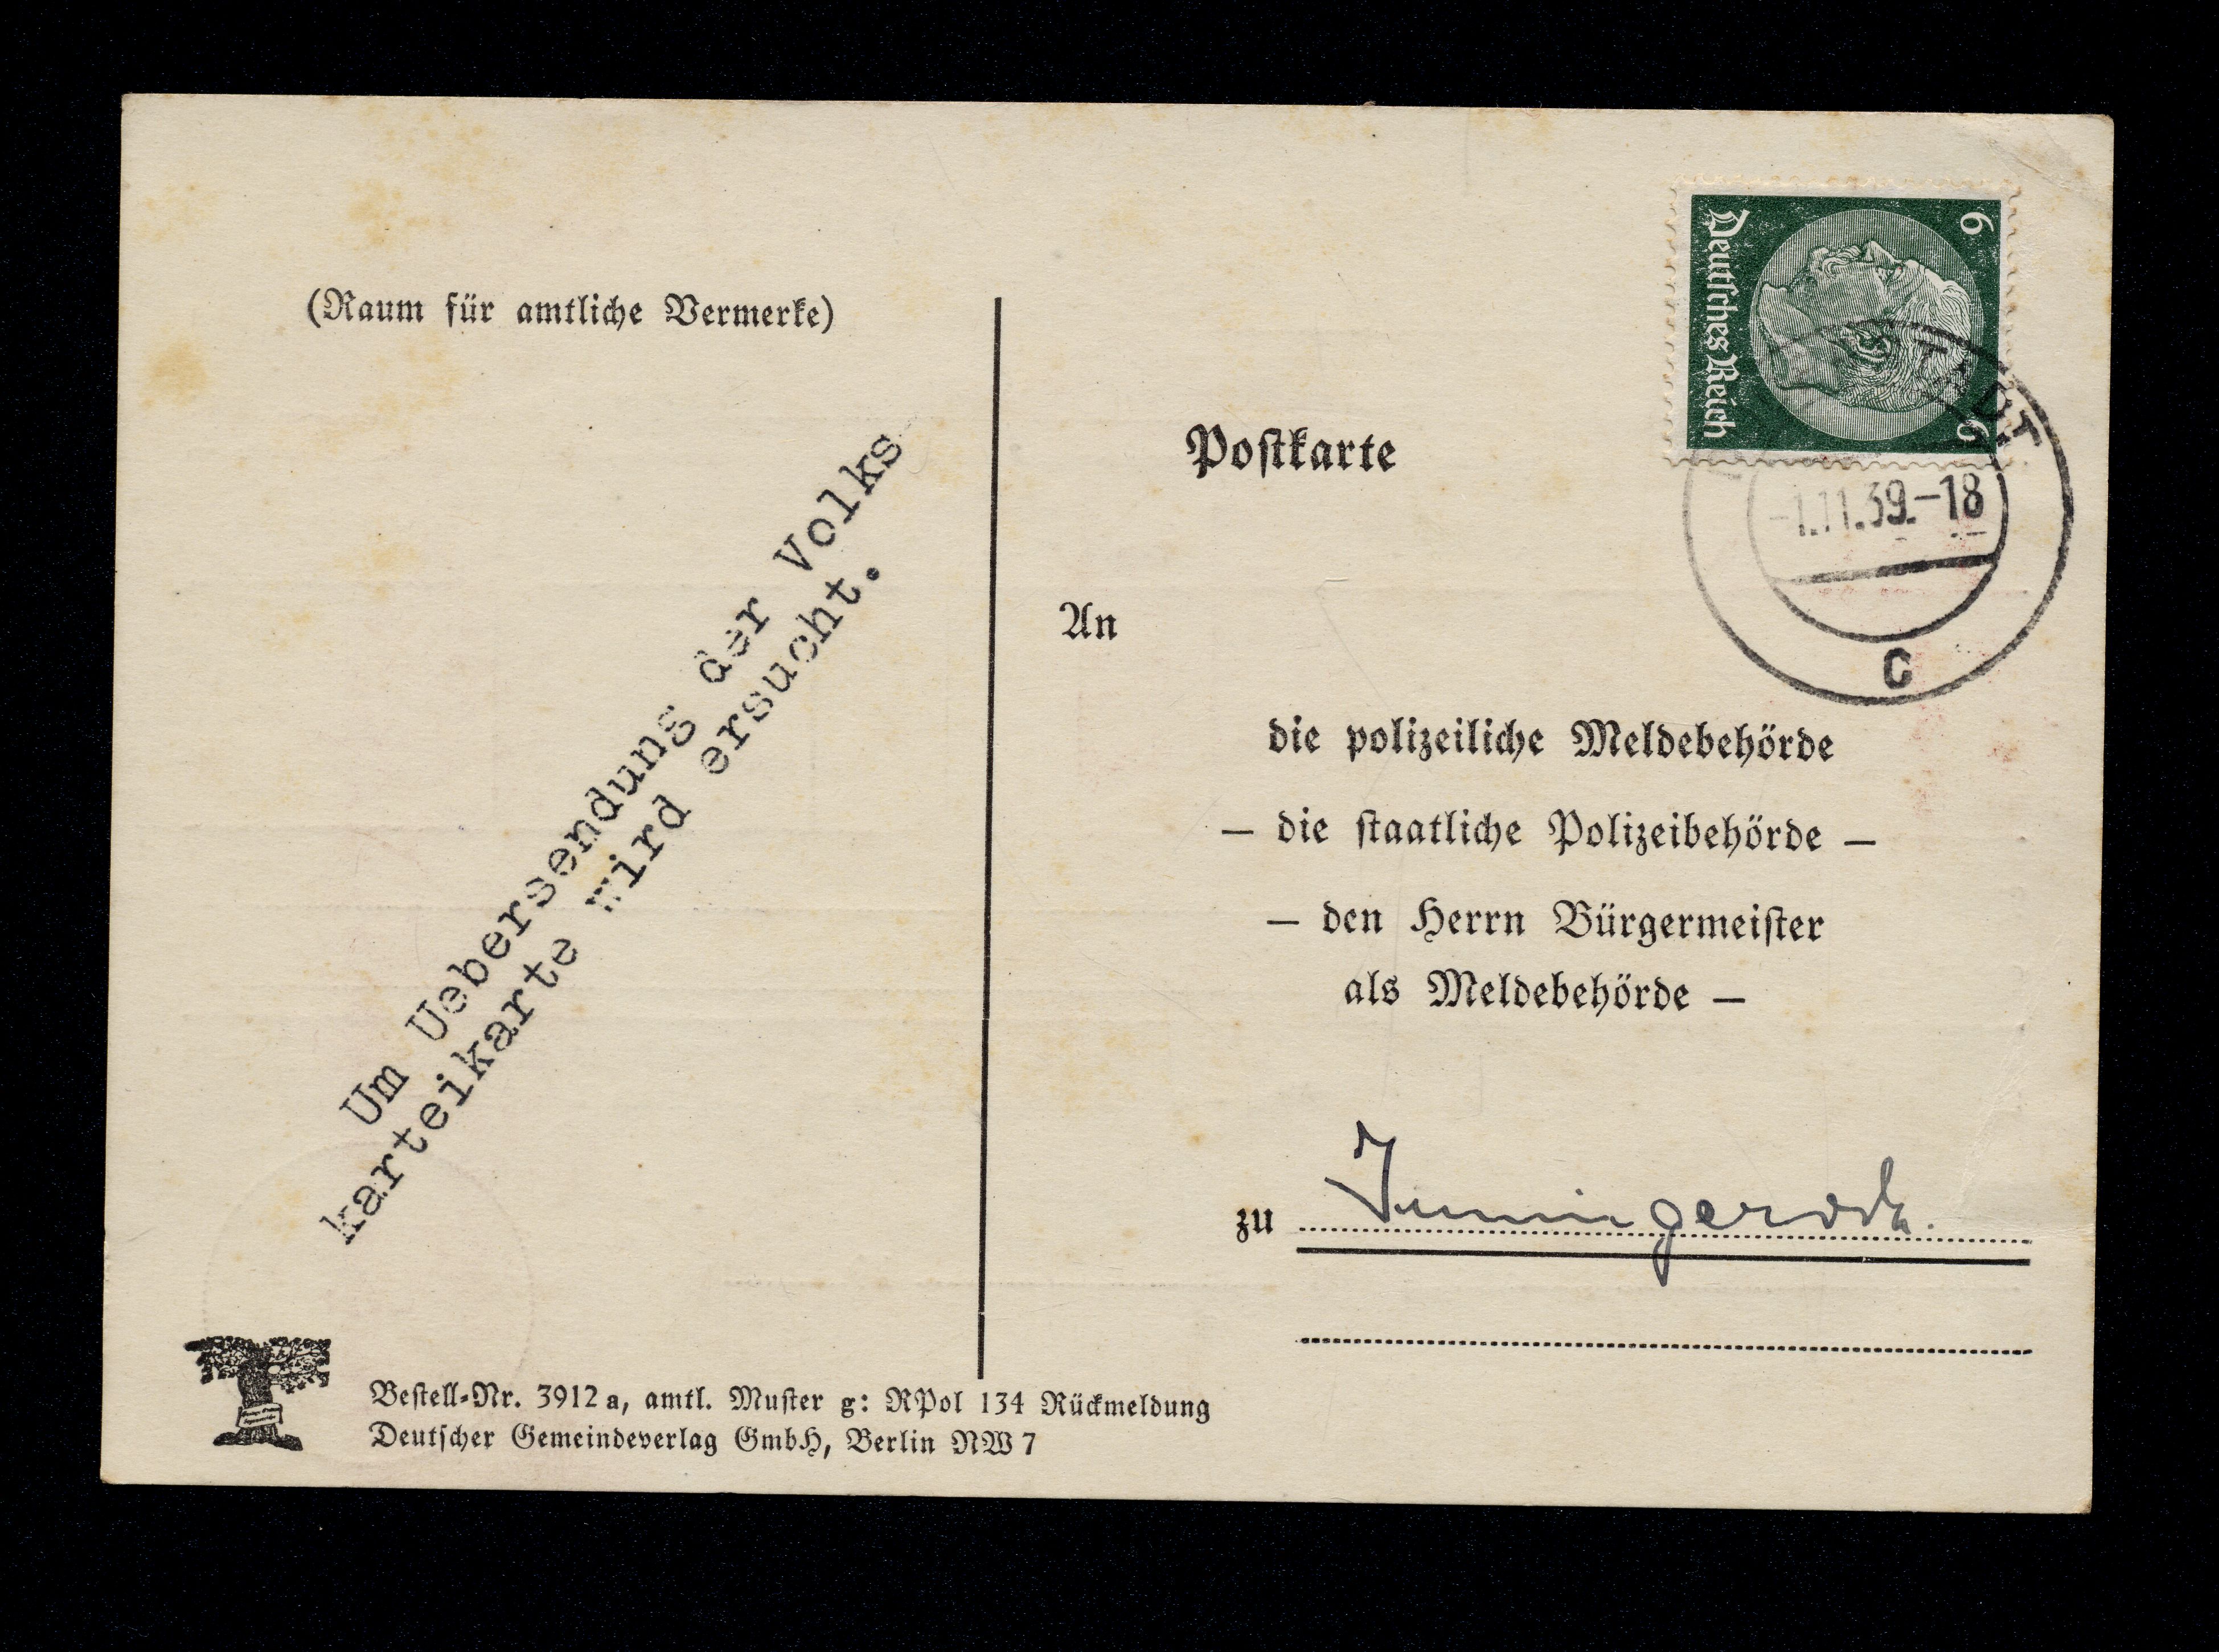 (Raum für amtliche Vermerke)
Um Uebersendung der Volks
karteikarte wird ersucht.
Bestell-Nr. 3912 a, amtl. Muster g: RPol 134 Rückmeldung
Deutscher Gemeindeverlag GmbH, Berlin NW 7
6
Deutsches Reich
6
TADT
-1.11.39.-18
C
Postkarte
An
die polizeiliche Meldebehörde
— die staatliche Polizeibehörde —
— den Herrn Bürgermeister
als Meldebehörde —
zu